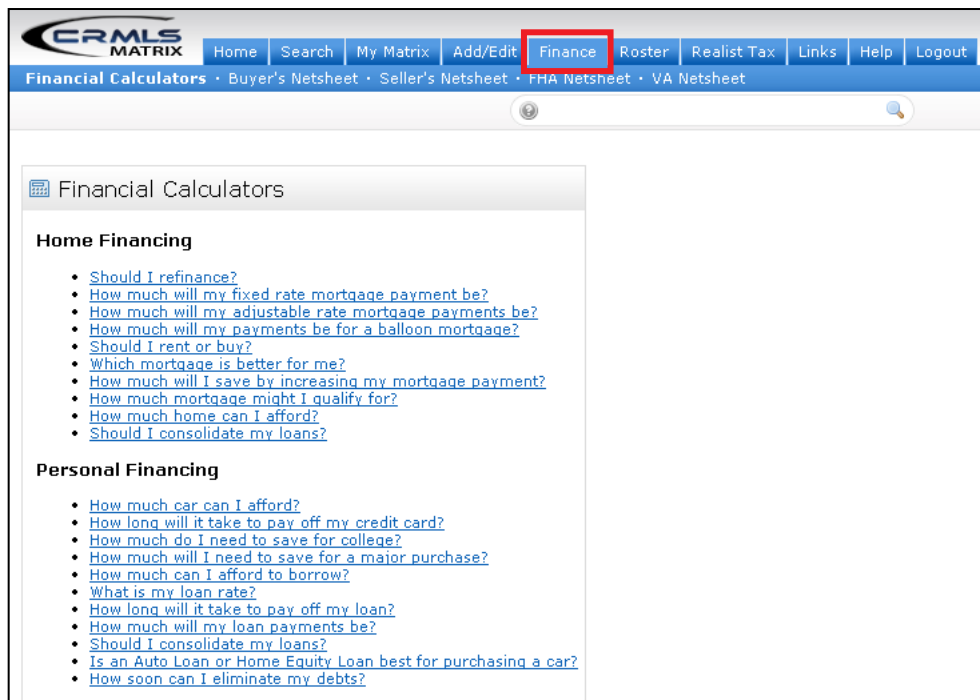 CRMLS
MATRIX
Home Search My Matrix Add/Edit Finance Roster Realist Tax Links Help Logout
Financial Calculators · Buyer's Netsheet · Seller's Netsheet · FHA Netsheet · VA Netsheet
?
Financial Calculators
Home Financing
• Should I refinance?
• How much will my fixed rate mortgage payment be?
• How much will my adjustable rate mortgage payments be?
• How much will my payments be for a balloon mortgage?
• Should I rent or buy?
• Which mortgage is better for me?
• How much will I save by increasing my mortgage payment?
• How much mortgage might I qualify for?
• How much home can I afford?
• Should I consolidate my loans?
Personal Financing
• How much car can I afford?
• How long will it take to pay off my credit card?
• How much do I need to save for college?
• How much will I need to save for a major purchase?
• How much can I afford to borrow?
• What is my loan rate?
• How long will it take to pay off my loan?
• How much will my loan payments be?
• Should I consolidate my loans?
• Is an Auto Loan or Home Equity Loan best for purchasing a car?
• How soon can I eliminate my debts?